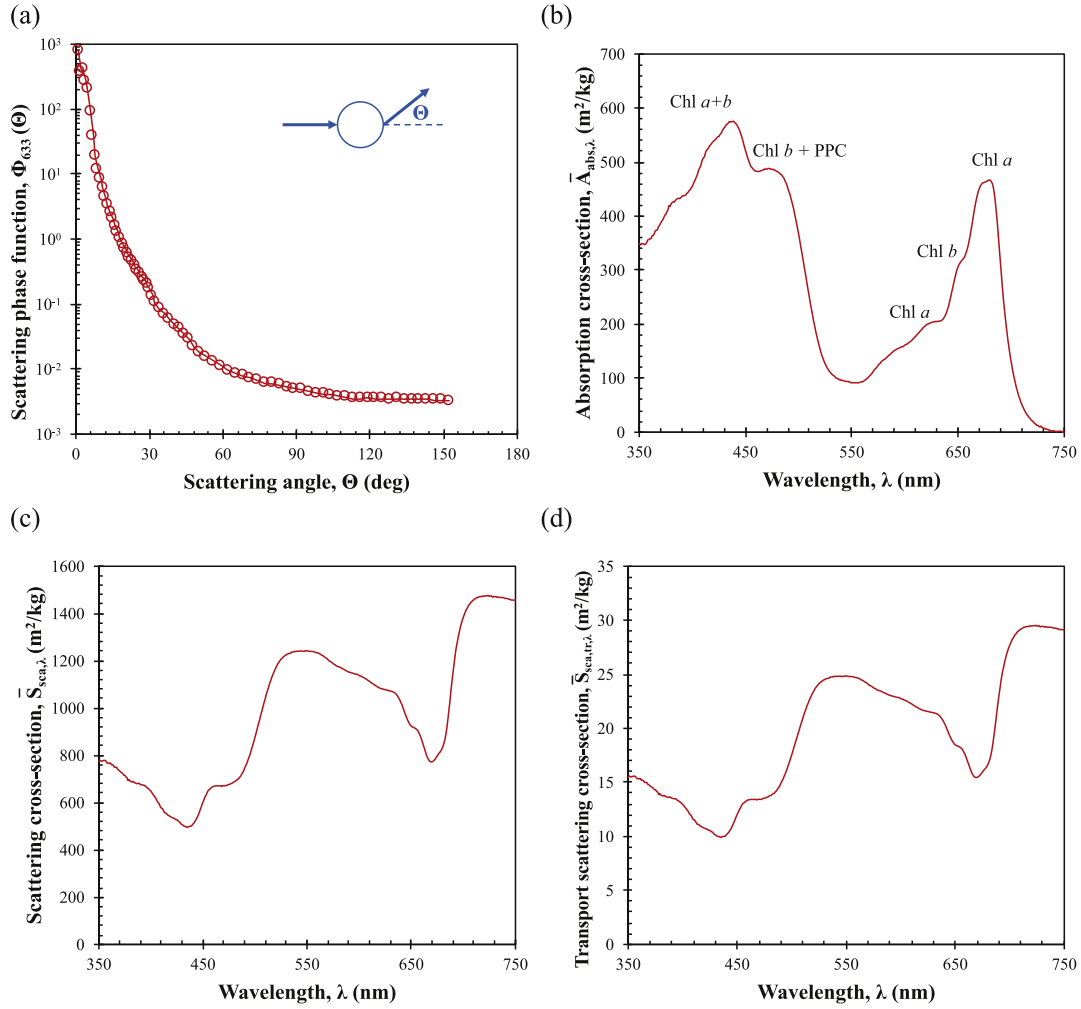 (a)
10³
10²
10¹
10⁰
10⁻¹
10⁻²
10⁻³
0 30 60 90 120 150 180
Scattering phase function, Φ₆₃₃ (Θ)
Scattering angle, Θ (deg)
Θ
(b)
700
600
500
400
300
200
100
0
350 450 550 650 750
Absorption cross-section, A̅abs,λ (m²/kg)
Wavelength, λ (nm)
Chl a+b
Chl b + PPC
Chl a
Chl b
Chl a
(c)
1600
1400
1200
1000
800
600
400
200
0
350 450 550 650 750
Scattering cross-section, S̅sca,λ (m²/kg)
Wavelength, λ (nm)
(d)
35
30
25
20
15
10
5
0
350 450 550 650 750
Transport scattering cross-section, S̅sca,tr,λ (m²/kg)
Wavelength, λ (nm)